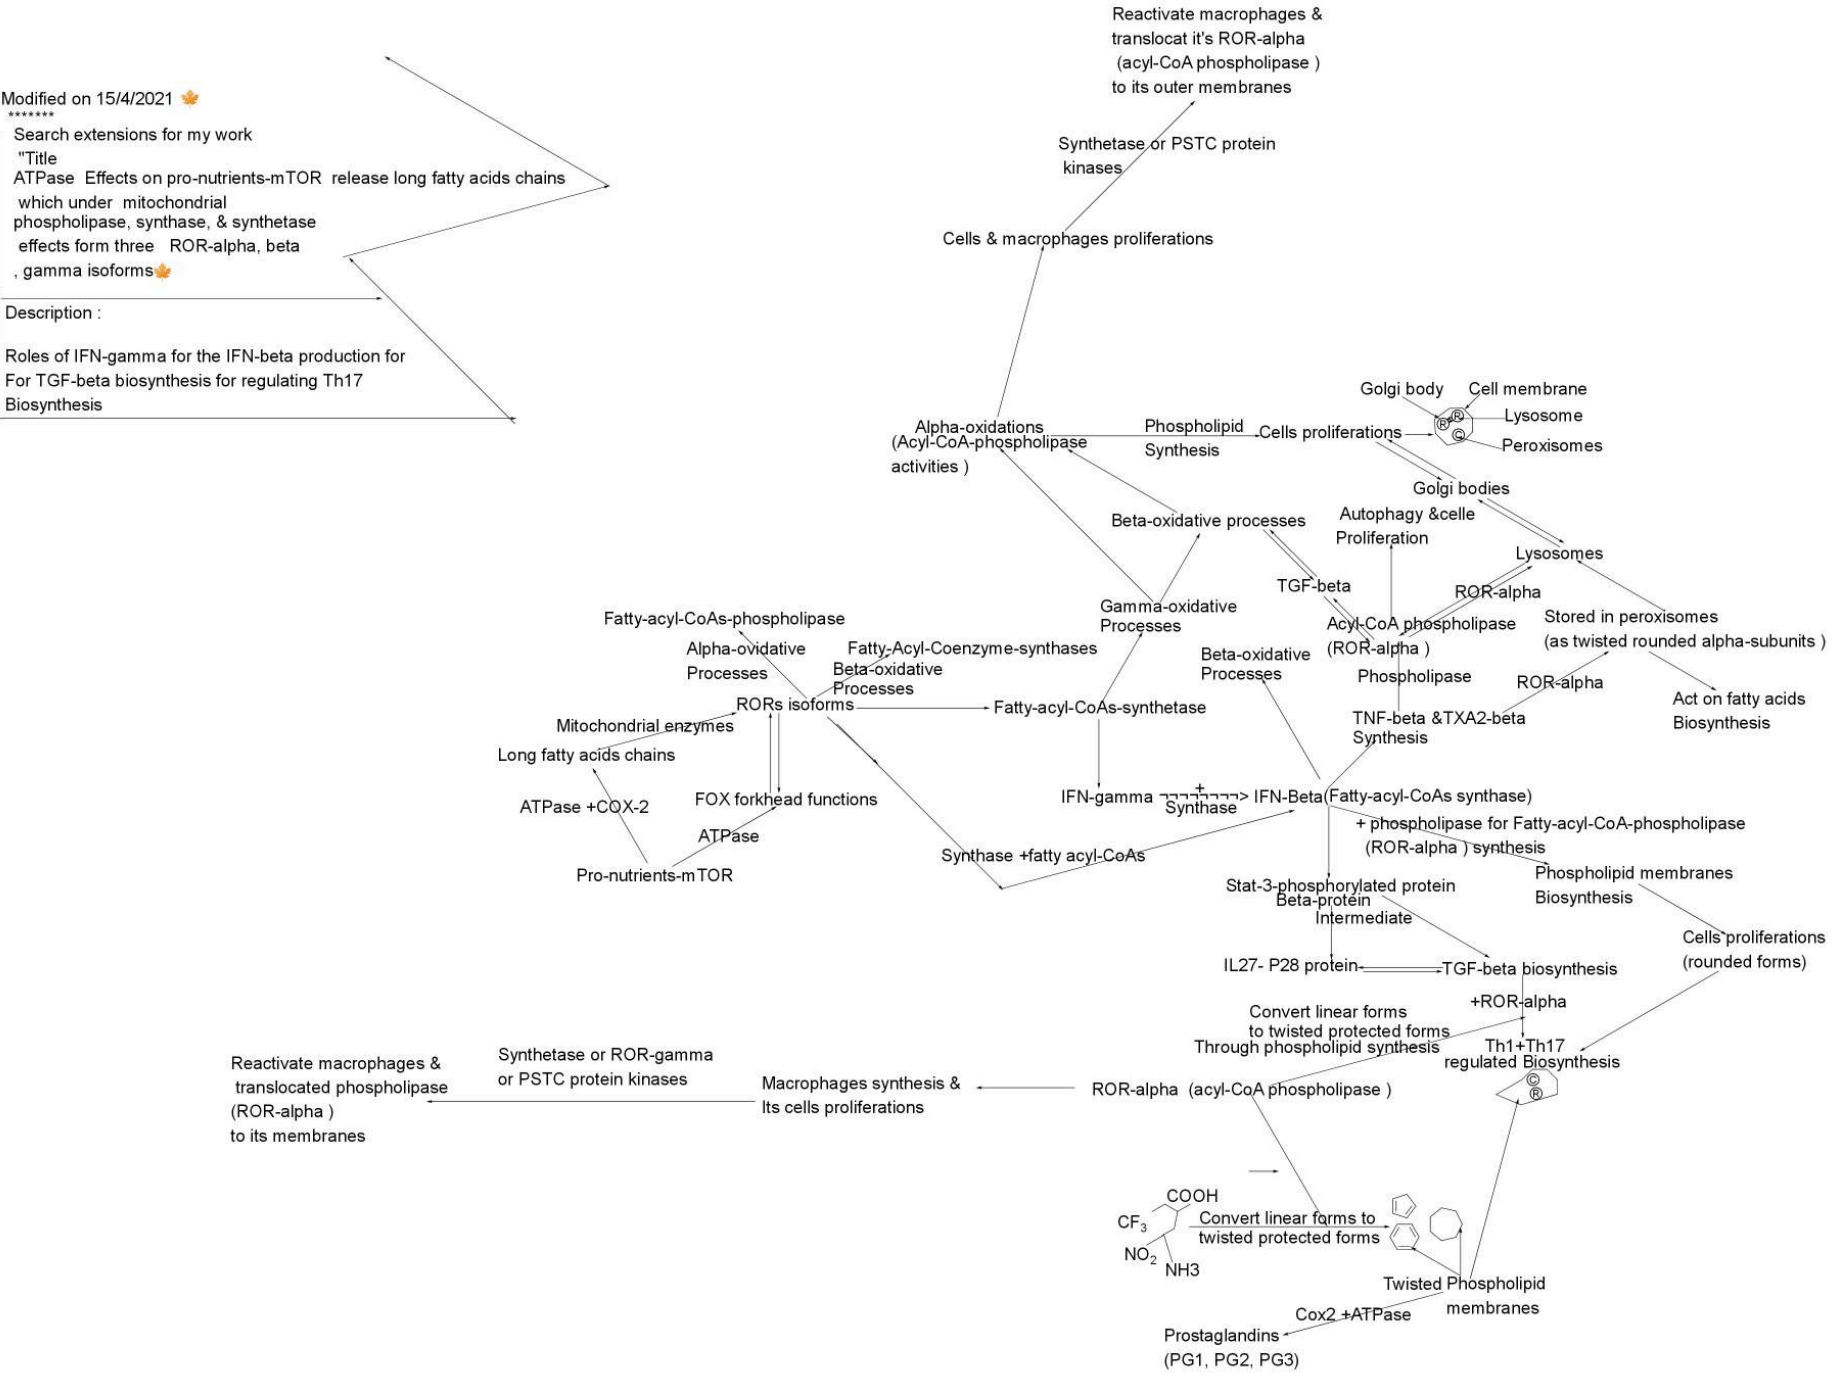 Reactivate macrophages &
translocat it's ROR-alpha
(acyl-CoA phospholipase )
to its outer membranes
Modified on 15/4/2021 🍁
*******
Search extensions for my work
"Title
ATPase Effects on pro-nutrients-mTOR release long fatty acids chains
which under mitochondrial
phospholipase, synthase, & synthetase
effects form three ROR-alpha, beta
, gamma isoforms🍁
Description :
Roles of IFN-gamma for the IFN-beta production for
For TGF-beta biosynthesis for regulating Th17
Biosynthesis
Synthetase or PSTC protein
kinases
Cells & macrophages proliferations
Alpha-oxidations
(Acyl-CoA-phospholipase
activities )
Phospholipid
Synthesis
Cells proliferations
Golgi body
Cell membrane
Lysosome
Peroxisomes
R
R
C
Golgi bodies
Autophagy &celle
Proliferation
Beta-oxidative processes
Lysosomes
TGF-beta
ROR-alpha
Gamma-oxidative
Processes
Acyl-CoA phospholipase
(ROR-alpha )
Stored in peroxisomes
(as twisted rounded alpha-subunits )
Fatty-acyl-CoAs-phospholipase
Alpha-ovidative
Processes
Fatty-Acyl-Coenzyme-synthases
Beta-oxidative
Processes
Beta-oxidative
Processes
Phospholipase
ROR-alpha
Act on fatty acids
Biosynthesis
RORs isoforms
Fatty-acyl-CoAs-synthetase
TNF-beta &TXA2-beta
Synthesis
Mitochondrial enzymes
Long fatty acids chains
ATPase +COX-2
FOX forkhead functions
ATPase
Pro-nutrients-mTOR
IFN-gamma ¬¬¬¬¬¬¬¬> IFN-Beta(Fatty-acyl-CoAs synthase)
+
Synthase
+ phospholipase for Fatty-acyl-CoA-phospholipase
(ROR-alpha ) synthesis
Synthase +fatty acyl-CoAs
Phospholipid membranes
Biosynthesis
Stat-3-phosphorylated protein
Beta-protein
Intermediate
Cells proliferations
(rounded forms)
IL27- P28 protein
TGF-beta biosynthesis
+ROR-alpha
Convert linear forms
to twisted protected forms
Through phospholipid synthesis
Th1+Th17
regulated Biosynthesis
C
R
Reactivate macrophages &
translocated phospholipase
(ROR-alpha )
to its membranes
Synthetase or ROR-gamma
or PSTC protein kinases
Macrophages synthesis &
Its cells proliferations
ROR-alpha (acyl-CoA phospholipase )
COOH
CF3
NO2
NH3
Convert linear forms to
twisted protected forms
Twisted Phospholipid
membranes
Cox2 +ATPase
Prostaglandins
(PG1, PG2, PG3)